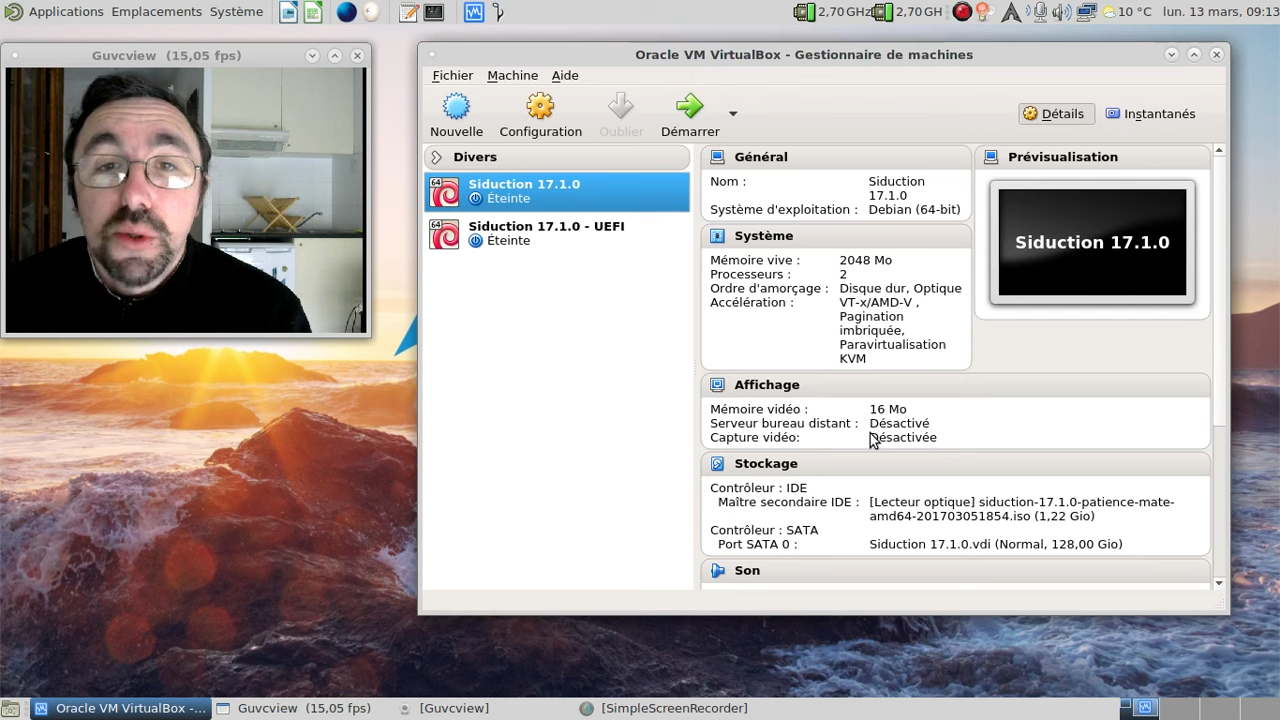 Applications Emplacements Système 2,70 GHz 2,70 GH 10 °C lun. 13 mars, 09:13
Guvcview (15,05 fps)
Oracle VM VirtualBox - Gestionnaire de machines
Fichier Machine Aide
Nouvelle Configuration Oublier Démarrer Détails Instantanés
Divers
64 Siduction 17.1.0
Éteinte
64 Siduction 17.1.0 - UEFI
Éteinte
Général
Nom : Siduction
17.1.0
Système d'exploitation : Debian (64-bit)
Prévisualisation
Siduction 17.1.0
Système
Mémoire vive : 2048 Mo
Processeurs : 2
Ordre d'amorçage : Disque dur, Optique
Accélération : VT-x/AMD-V ,
Pagination
imbriquée,
Paravirtualisation
KVM
Affichage
Mémoire vidéo : 16 Mo
Serveur bureau distant : Désactivé
Capture vidéo: Désactivée
Stockage
Contrôleur : IDE
Maître secondaire IDE : [Lecteur optique] siduction-17.1.0-patience-mate-
amd64-201703051854.iso (1,22 Gio)
Contrôleur : SATA
Port SATA 0 : Siduction 17.1.0.vdi (Normal, 128,00 Gio)
Son
Oracle VM VirtualBox -... Guvcview (15,05 fps) [Guvcview] [SimpleScreenRecorder]